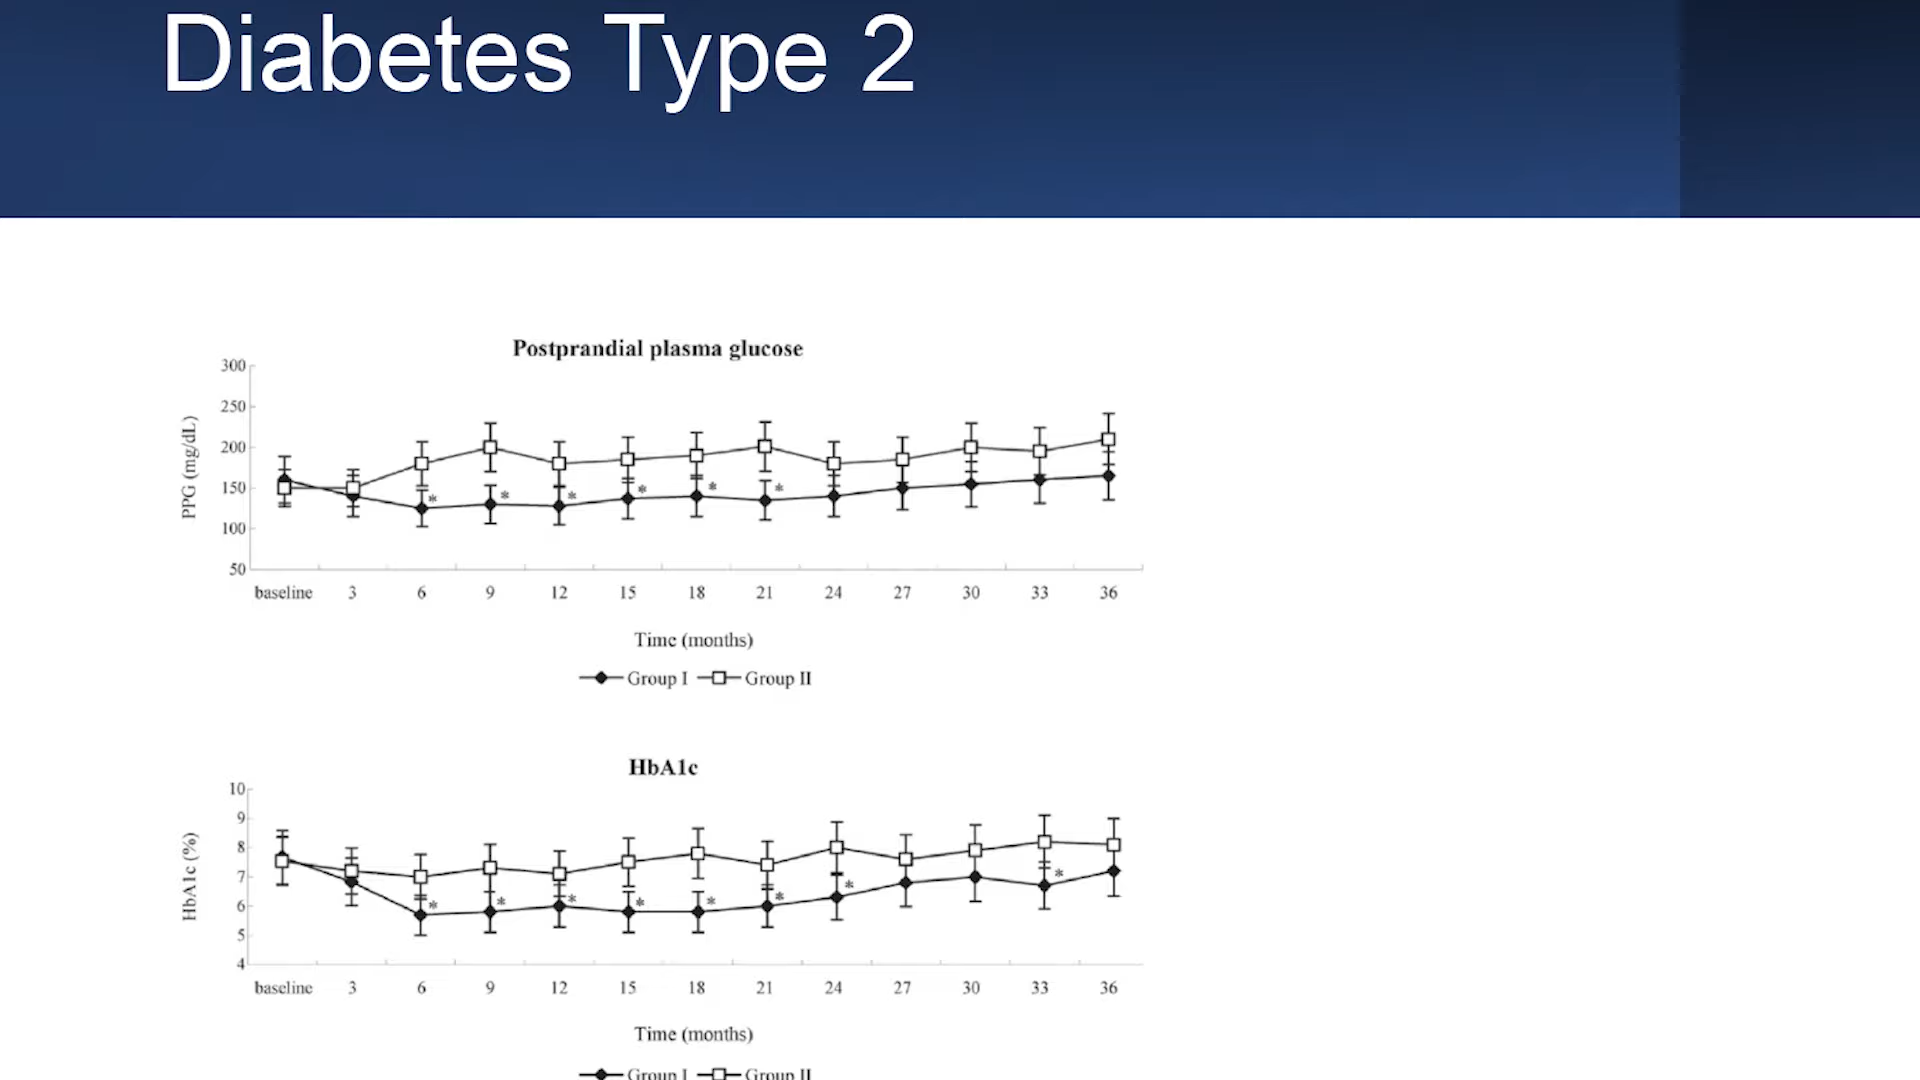 Diabetes Type 2
Postprandial plasma glucose
300
250
200
150
100
50
PPG (mg/dL)
* * * * * *
baseline 3 6 9 12 15 18 21 24 27 30 33 36
Time (months)
Group I Group II
HbA1c
10
9
8
7
6
5
4
HbA1c (%)
* * * * * * * *
baseline 3 6 9 12 15 18 21 24 27 30 33 36
Time (months)
Group I Group II